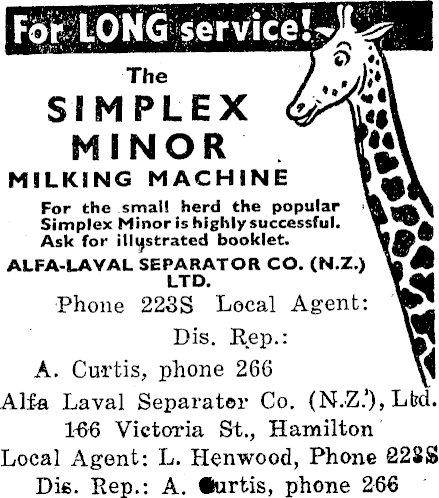 For LONG service!
The
SIMPLEX
MINOR
MILKING MACHINE
For the small herd the popular
Simplex Minor is highly successful.
Ask for illustrated booklet.
ALFA-LAVAL SEPARATOR CO. (N.Z.)
LTD.
Phone 223S Local Agent:
Dis. Rep.:
A. Curtis, phone 266
Alfa Laval Separator Co. (N.Z.), Ltd.
166 Victoria St., Hamilton
Local Agent: L. Henwood, Phone 223S
Dis. Rep.: A. Curtis, phone 266